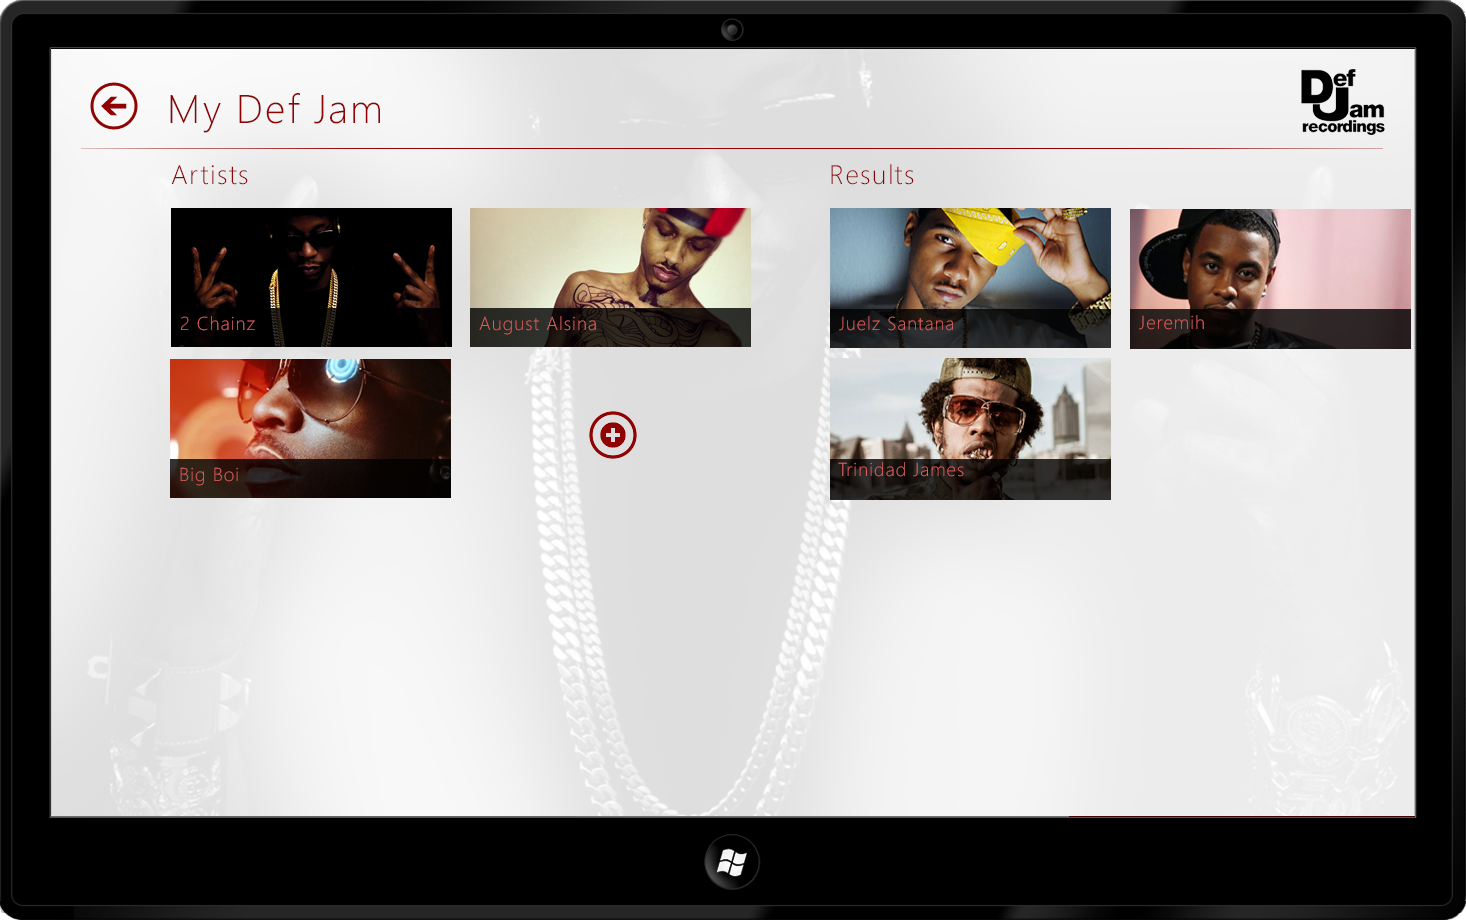 My Def Jam
Def
Jam
recordings
Artists
Results
2 Chainz
August Alsina
Juelz Santana
Jeremih
Big Boi
Trinidad James